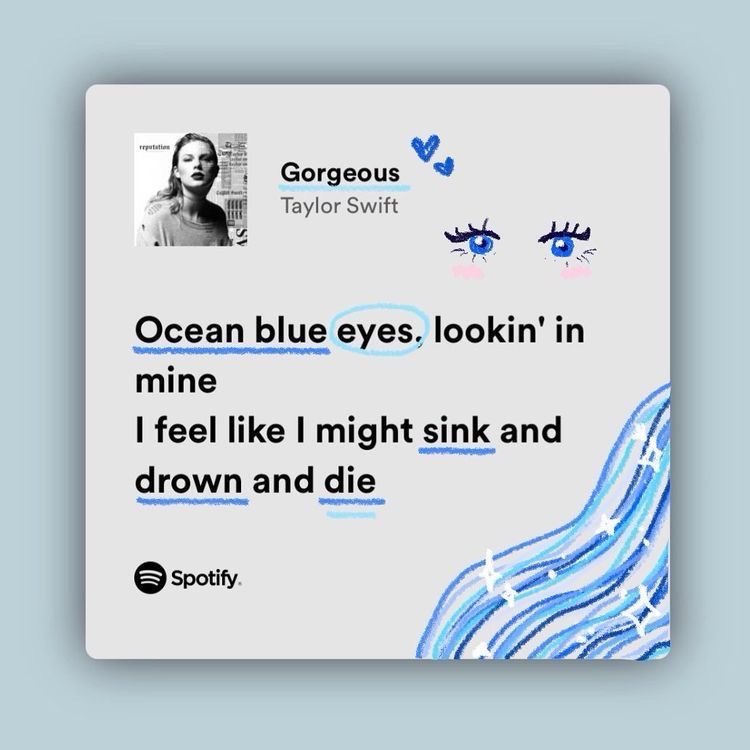 reputation
Gorgeous
Taylor Swift
Ocean blue eyes, lookin' in
mine
I feel like I might sink and
drown and die
Spotify®